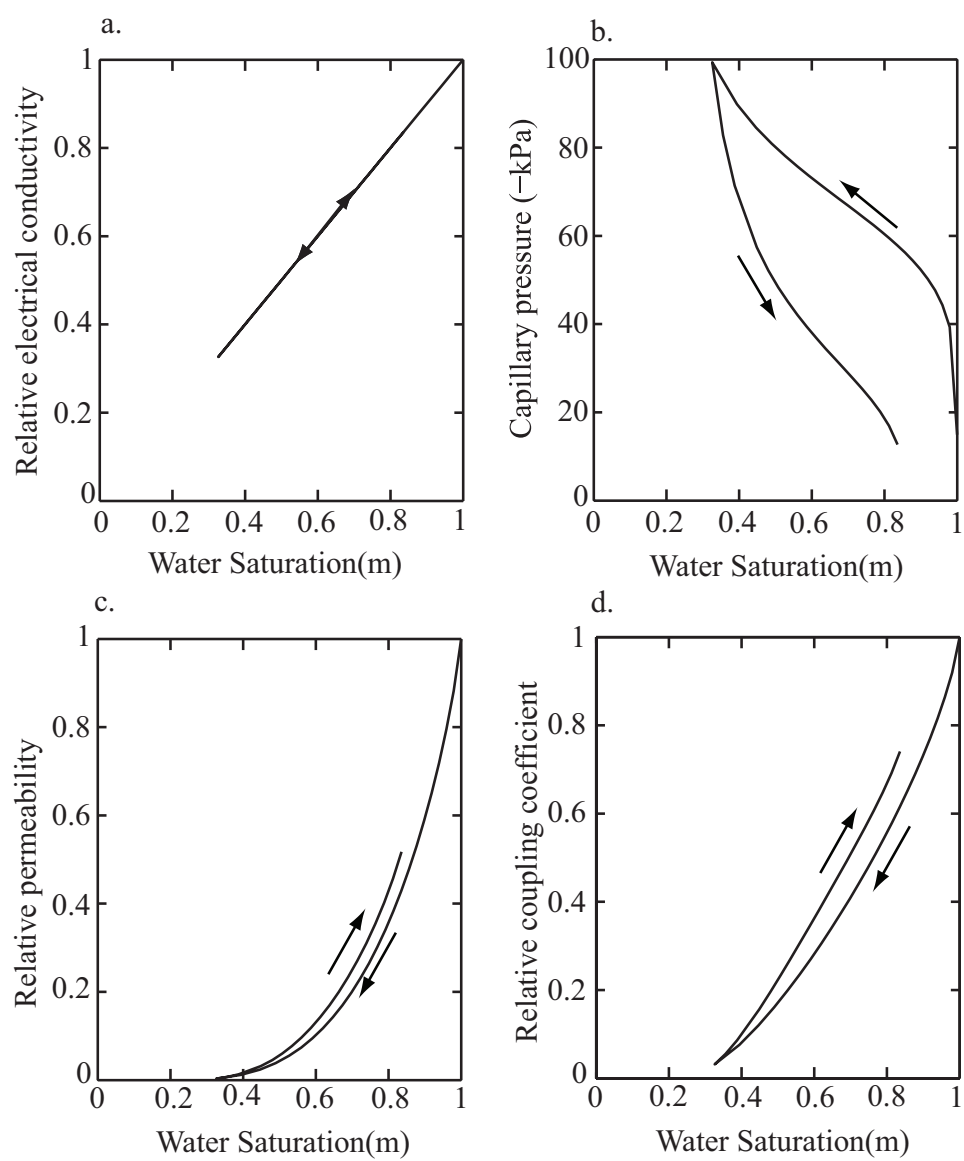 a.
Relative electrical conductivity
1
0.8
0.6
0.4
0.2
0
0 0.2 0.4 0.6 0.8 1
Water Saturation(m)
b.
Capillary pressure (−kPa)
100
80
60
40
20
0
0 0.2 0.4 0.6 0.8 1
Water Saturation(m)
c.
Relative permeability
1
0.8
0.6
0.4
0.2
0
0 0.2 0.4 0.6 0.8 1
Water Saturation(m)
d.
Relative coupling coefficient
1
0.8
0.6
0.4
0.2
0
0 0.2 0.4 0.6 0.8 1
Water Saturation(m)